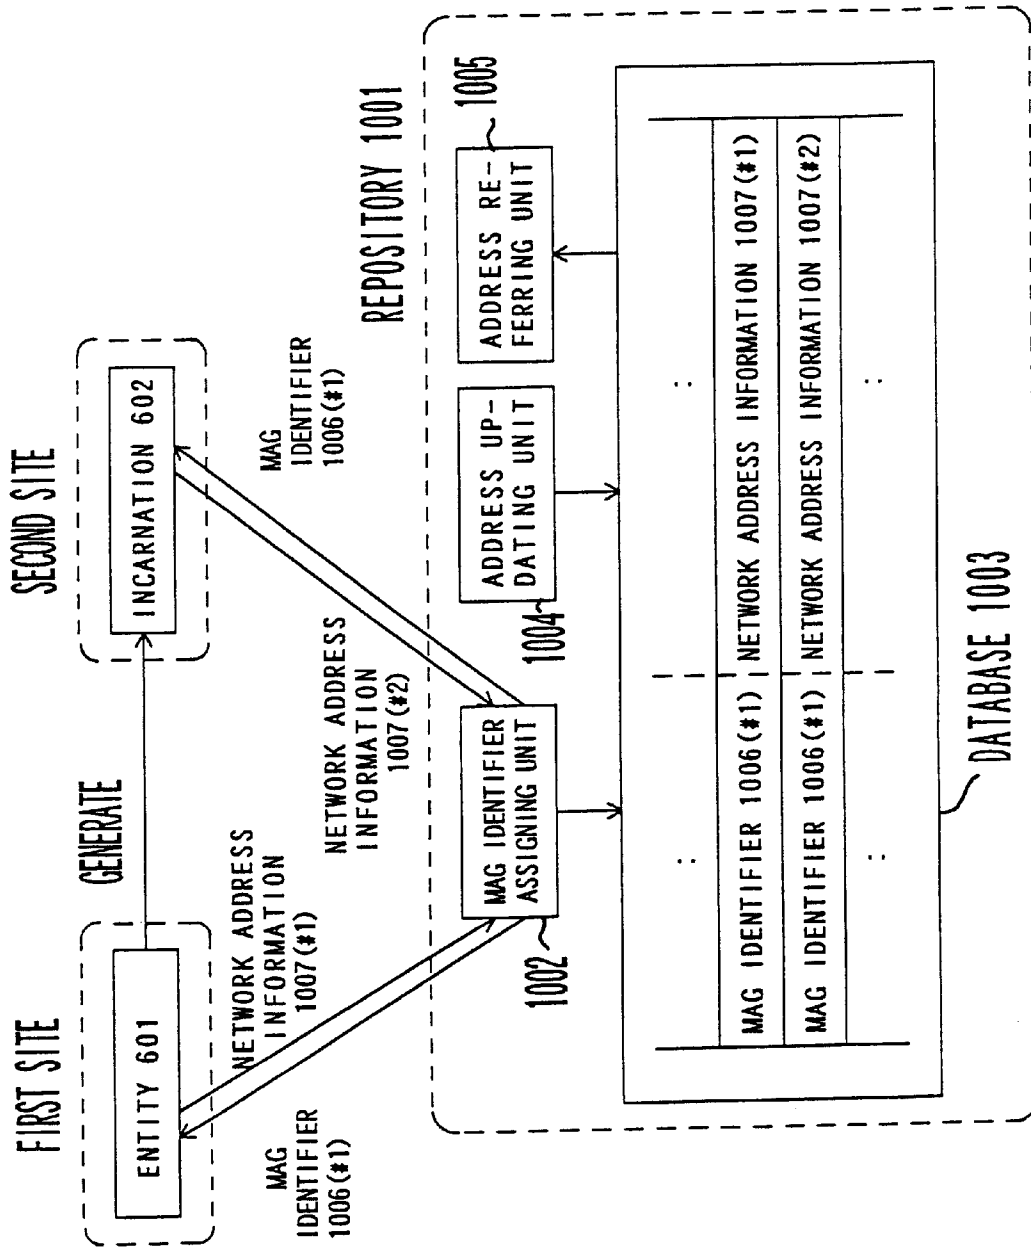 FIRST SITE
ENTITY 601
GENERATE
SECOND SITE
INCARNATION 602
MAG
IDENTIFIER
1006(#1)
NETWORK ADDRESS
INFORMATION
1007(#1)
NETWORK ADDRESS
INFORMATION
1007(#2)
MAG
IDENTIFIER
1006(#1)
REPOSITORY 1001
MAG IDENTIFIER
ASSIGNING UNIT
1002
ADDRESS UP-
DATING UNIT
1004
ADDRESS RE-
FERRING UNIT
1005
: :
MAG IDENTIFIER 1006(#1) NETWORK ADDRESS INFORMATION 1007(#1)
MAG IDENTIFIER 1006(#1) NETWORK ADDRESS INFORMATION 1007(#2)
: :
DATABASE 1003